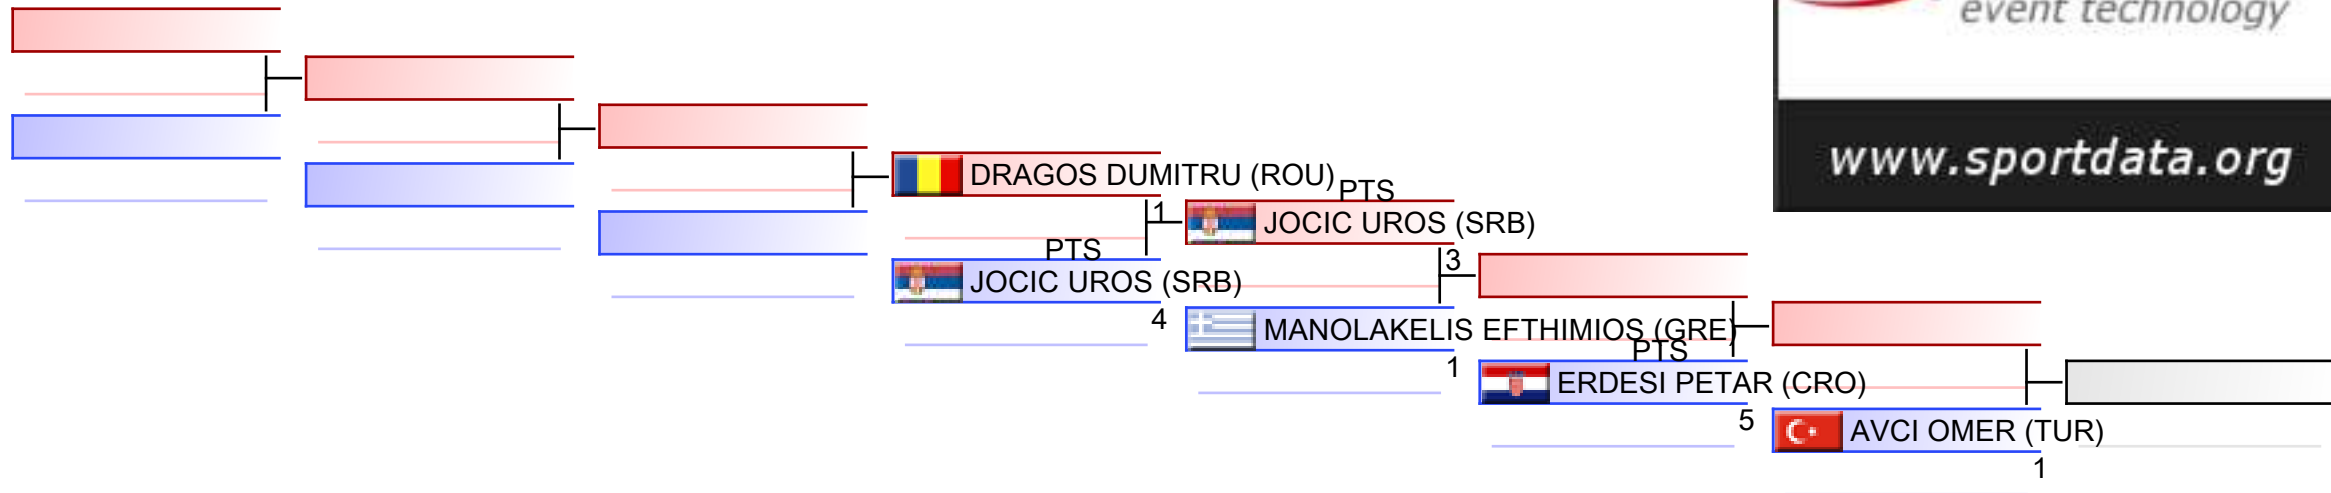 event technology
www.sportdata.org
DRAGOS DUMITRU (ROU)
PTS
1
JOCIC UROS (SRB)
PTS
3
JOCIC UROS (SRB)
4
MANOLAKELIS EFTHIMIOS (GRE)
PTS
1
ERDESI PETAR (CRO)
5
AVCI OMER (TUR)
1